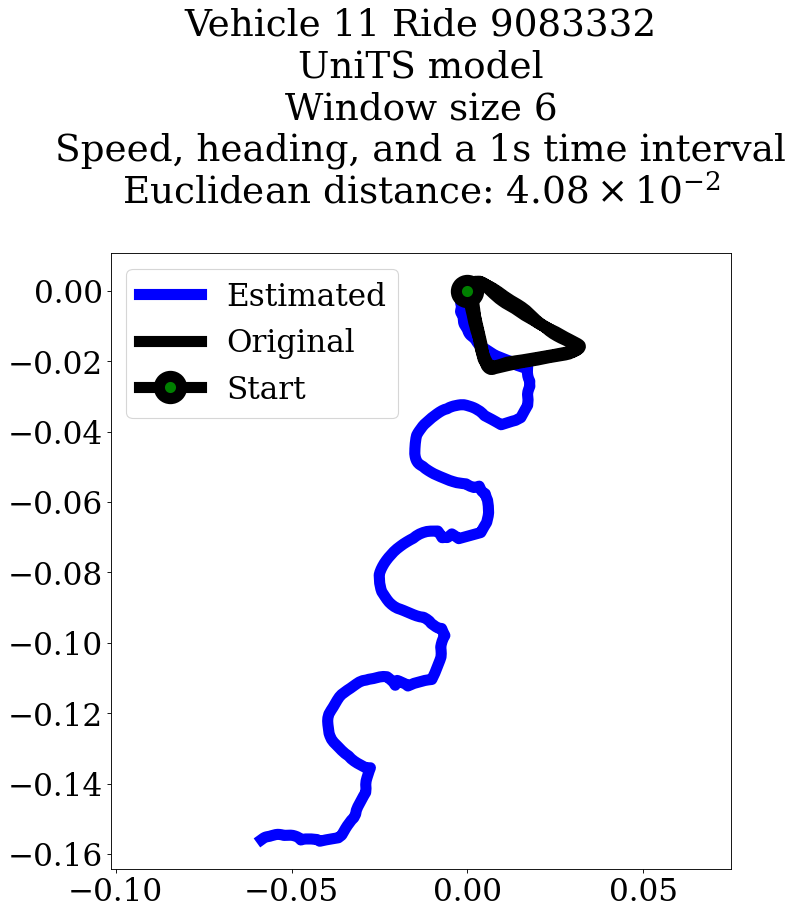 Vehicle 11 Ride 9083332
UniTS model
Window size 6
Speed, heading, and a 1s time interval
Euclidean distance: 4.08 × 10⁻²
Estimated
Original
Start
0.00
−0.02
−0.04
−0.06
−0.08
−0.10
−0.12
−0.14
−0.16
−0.10 −0.05 0.00 0.05